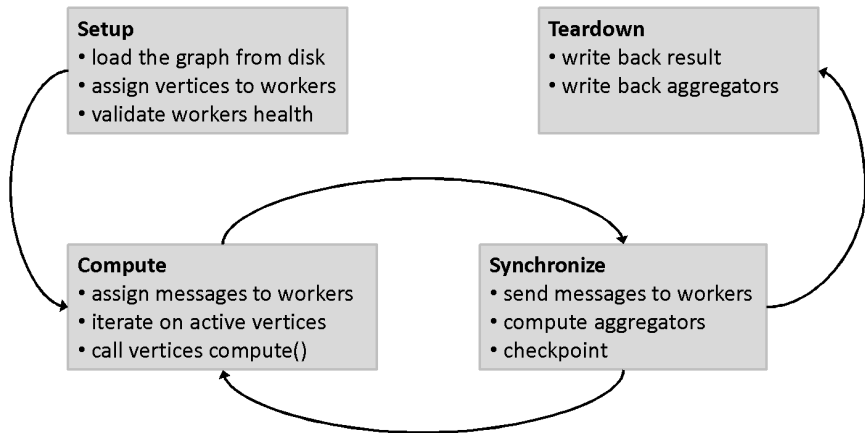 Setup
• load the graph from disk
• assign vertices to workers
• validate workers health
Teardown
• write back result
• write back aggregators
Compute
• assign messages to workers
• iterate on active vertices
• call vertices compute()
Synchronize
• send messages to workers
• compute aggregators
• checkpoint